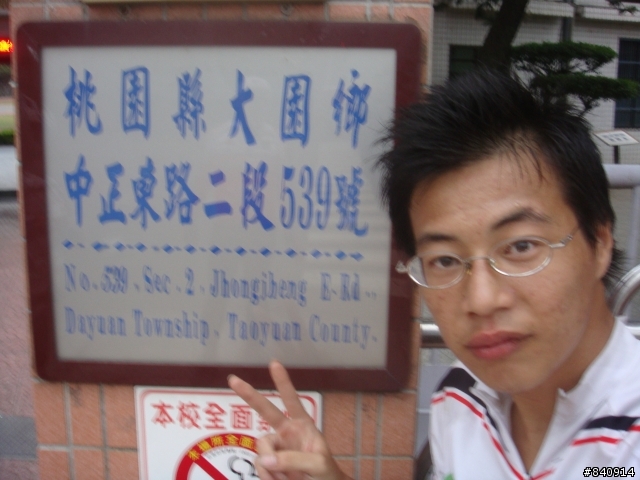 桃園縣大園鄉
中正東路二段539號
No.539.Sec.2.Jhongjheng E-Rd.,
Dayuan Township. Taoyuan County.
本校全面
#840914